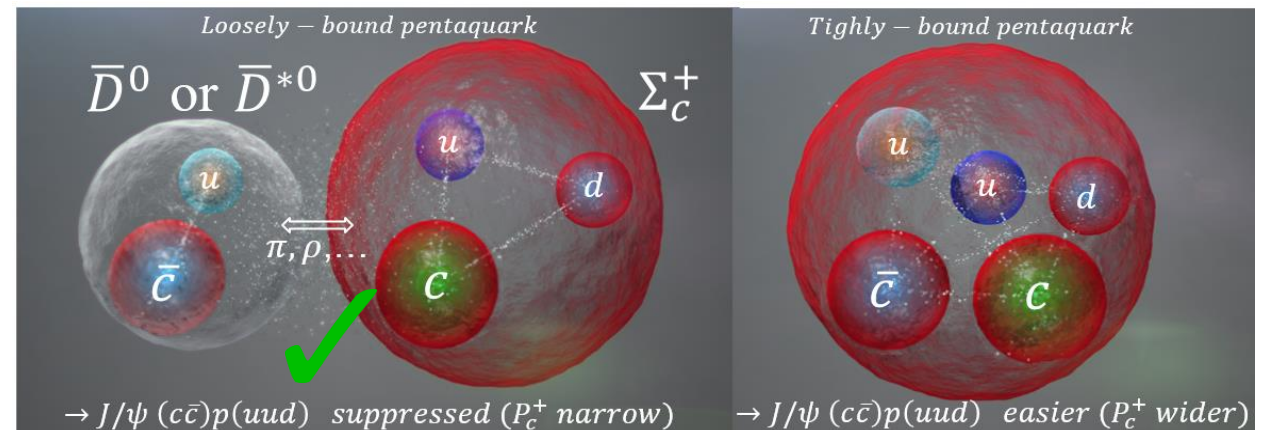 Loosely − bound pentaquark
D̅⁰ or D̅*⁰
Σc⁺
u
u
d
π, ρ, …
c̅
c
→ J/ψ (cc̅)p(uud) suppressed (Pc⁺ narrow)
Tighly − bound pentaquark
u
u
d
c̅
c
→ J/ψ (cc̅)p(uud) easier (Pc⁺ wider)